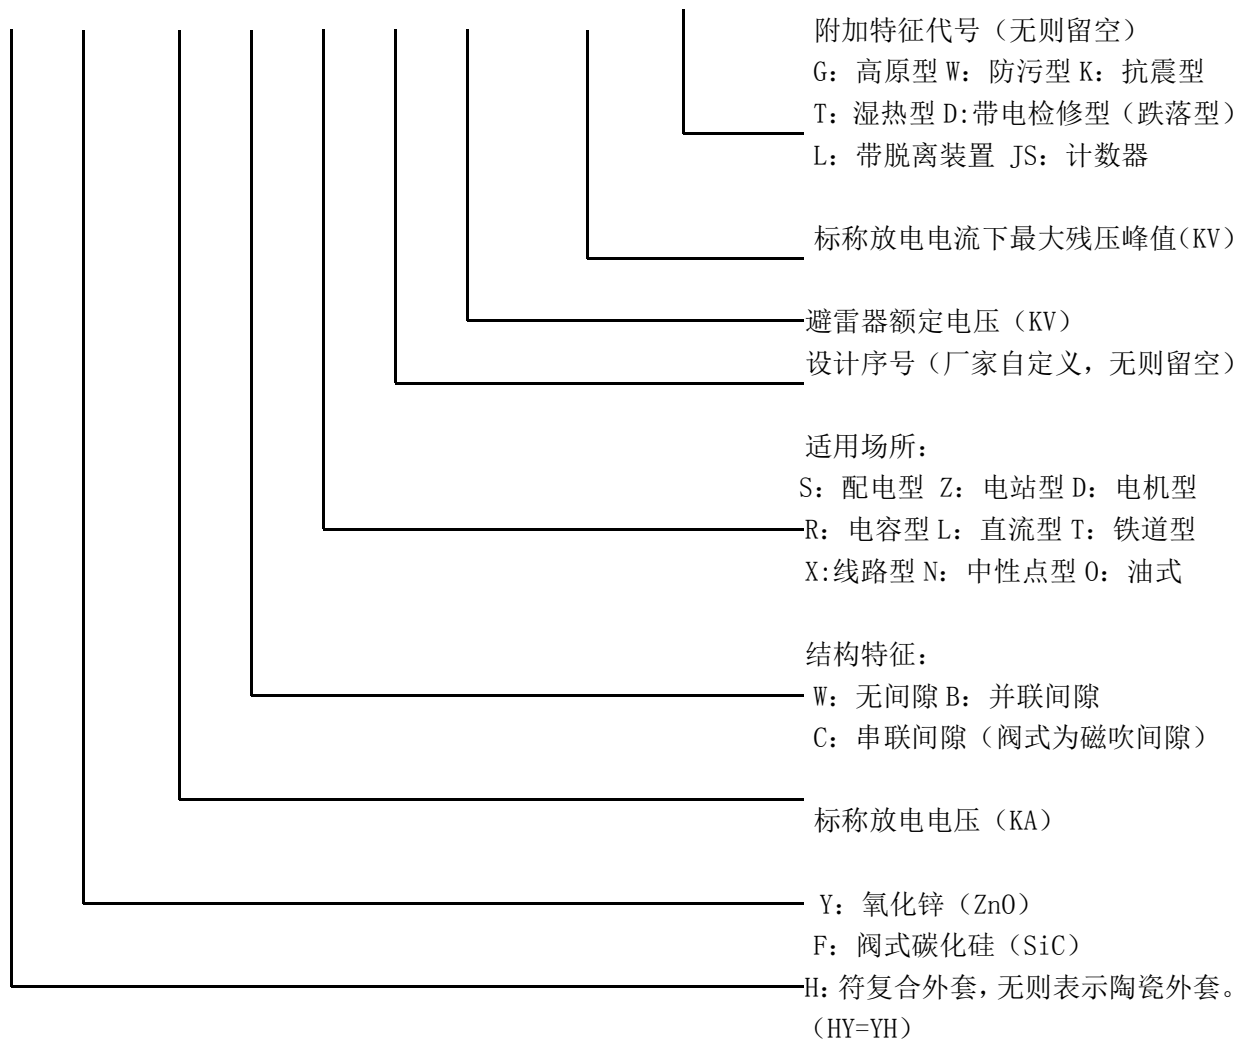 附加特征代号（无则留空）
G：高原型 W：防污型 K：抗震型
T：湿热型 D:带电检修型（跌落型）
L：带脱离装置 JS：计数器
标称放电电流下最大残压峰值(KV)
避雷器额定电压（KV）
设计序号（厂家自定义，无则留空）
适用场所：
S：配电型 Z：电站型 D：电机型
R：电容型 L：直流型 T：铁道型
X:线路型 N：中性点型 O：油式
结构特征：
W：无间隙 B：并联间隙
C：串联间隙（阀式为磁吹间隙）
标称放电电压（KA）
Y：氧化锌（ZnO）
F：阀式碳化硅（SiC）
H：符复合外套，无则表示陶瓷外套。
（HY=YH）